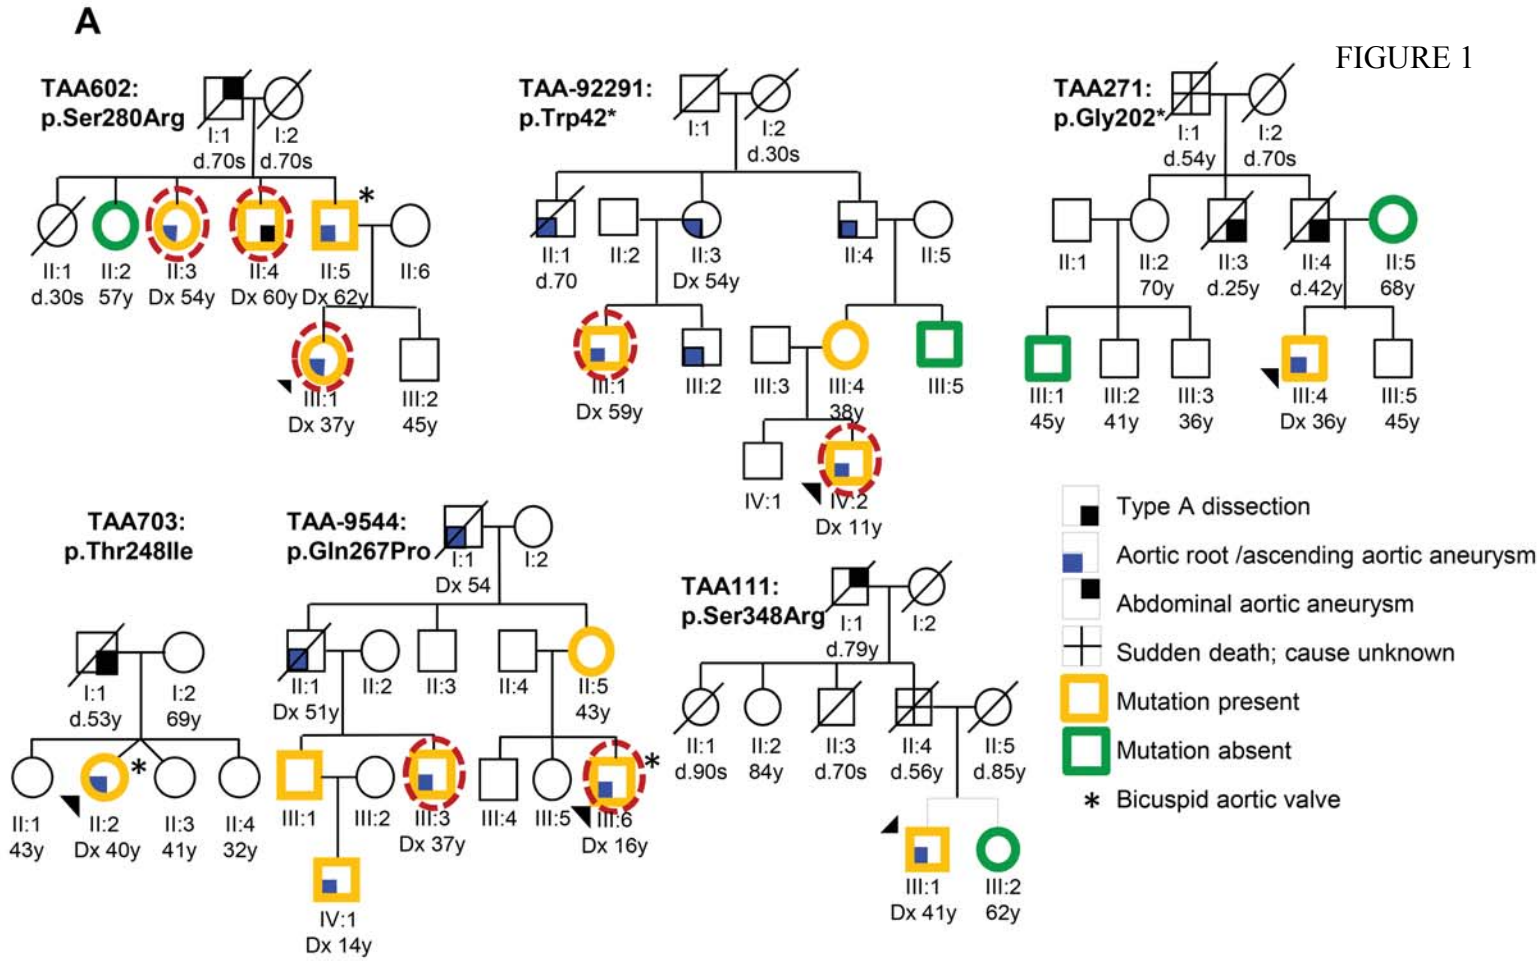 A
FIGURE 1
TAA602:
p.Ser280Arg
I:1
I:2
d.70s
d.70s
*
II:1
II:2
II:3
II:4
II:5
II:6
d.30s
57y
Dx 54y
Dx 60y
Dx 62y
III:1
III:2
Dx 37y
45y
TAA-92291:
p.Trp42*
I:1
I:2
d.30s
II:1
II:2
II:3
II:4
II:5
d.70
Dx 54y
III:1
III:2
III:3
III:4
III:5
Dx 59y
38y
IV:1
IV:2
Dx 11y
TAA271:
p.Gly202*
I:1
I:2
d.54y
d.70s
II:1
II:2
II:3
II:4
II:5
70y
d.25y
d.42y
68y
III:1
III:2
III:3
III:4
III:5
45y
41y
36y
Dx 36y
45y
TAA703:
p.Thr248Ile
I:1
I:2
d.53y
69y
*
II:1
II:2
II:3
II:4
43y
Dx 40y
41y
32y
TAA-9544:
p.Gln267Pro
I:1
I:2
Dx 54
II:1
II:2
II:3
II:4
II:5
Dx 51y
43y
*
III:1
III:2
III:3
III:4
III:5
III:6
Dx 37y
Dx 16y
IV:1
Dx 14y
TAA111:
p.Ser348Arg
I:1
I:2
d.79y
II:1
II:2
II:3
II:4
II:5
d.90s
84y
d.70s
d.56y
d.85y
III:1
III:2
Dx 41y
62y
Type A dissection
Aortic root /ascending aortic aneurysm
Abdominal aortic aneurysm
Sudden death; cause unknown
Mutation present
Mutation absent
* Bicuspid aortic valve